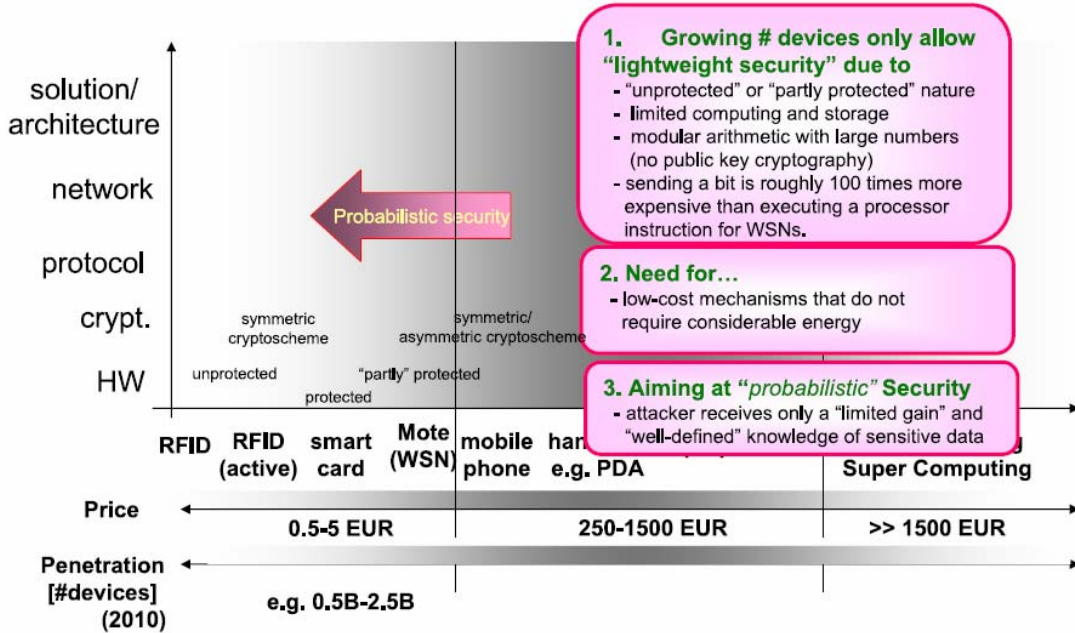 solution/
architecture
network
protocol
crypt.
HW
1. Growing # devices only allow
“lightweight security” due to
- “unprotected” or “partly protected” nature
- limited computing and storage
- modular arithmetic with large numbers
(no public key cryptography)
- sending a bit is roughly 100 times more
expensive than executing a processor
instruction for WSNs.
Probabilistic security
2. Need for...
- low-cost mechanisms that do not
require considerable energy
symmetric
cryptoscheme
symmetric/
asymmetric cryptoscheme
unprotected
“partly” protected
protected
3. Aiming at “probabilistic” Security
- attacker receives only a “limited gain” and
“well-defined” knowledge of sensitive data
RFID
RFID
(active)
smart
card
Mote
(WSN)
mobile
phone
e.g. PDA
Super Computing
Price
0.5-5 EUR
250-1500 EUR
>> 1500 EUR
Penetration
[#devices]
(2010)
e.g. 0.5B-2.5B